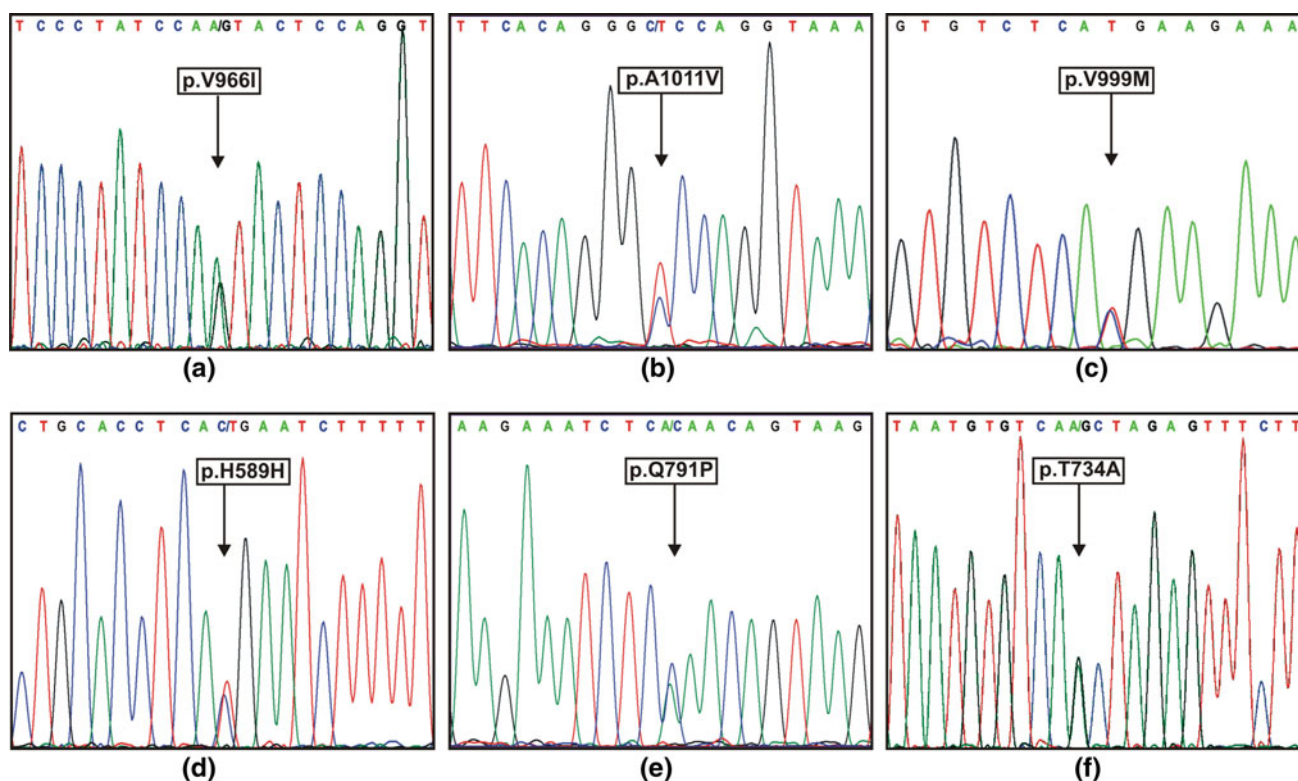 T C C C T A T C C A A/G T A C T C C A G G T
p.V966I
(a)
T T C A C A G G G C/T C C A G G T A A A
p.A1011V
(b)
G T G T C T C A T G A A G A A A
p.V999M
(c)
C T G C A C C T C A C/T G A A T C T T T T T
p.H589H
(d)
A A G A A A T C T C A/C A A C A G T A A G
p.Q791P
(e)
T A A T G T G T C A A/G C T A G A G T T T C T T
p.T734A
(f)